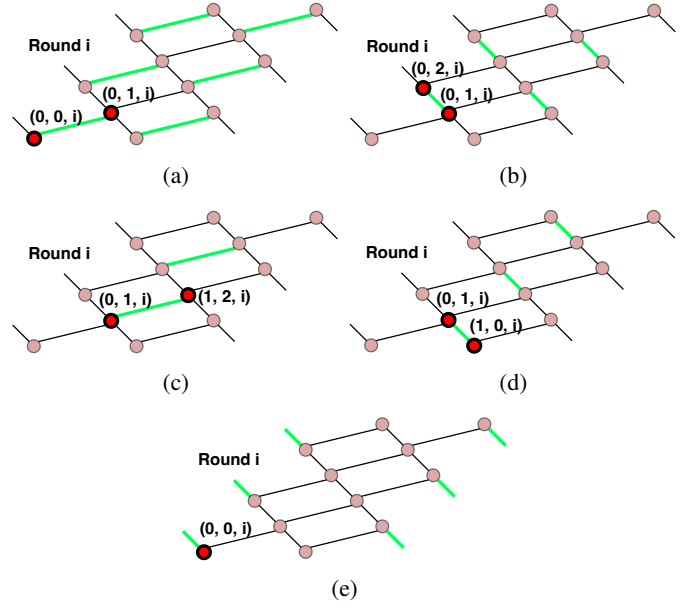 Round i
(0, 1, i)
(0, 0, i)
(a)
Round i
(0, 2, i)
(0, 1, i)
(b)
Round i
(0, 1, i)
(1, 2, i)
(c)
Round i
(0, 1, i)
(1, 0, i)
(d)
Round i
(0, 0, i)
(e)